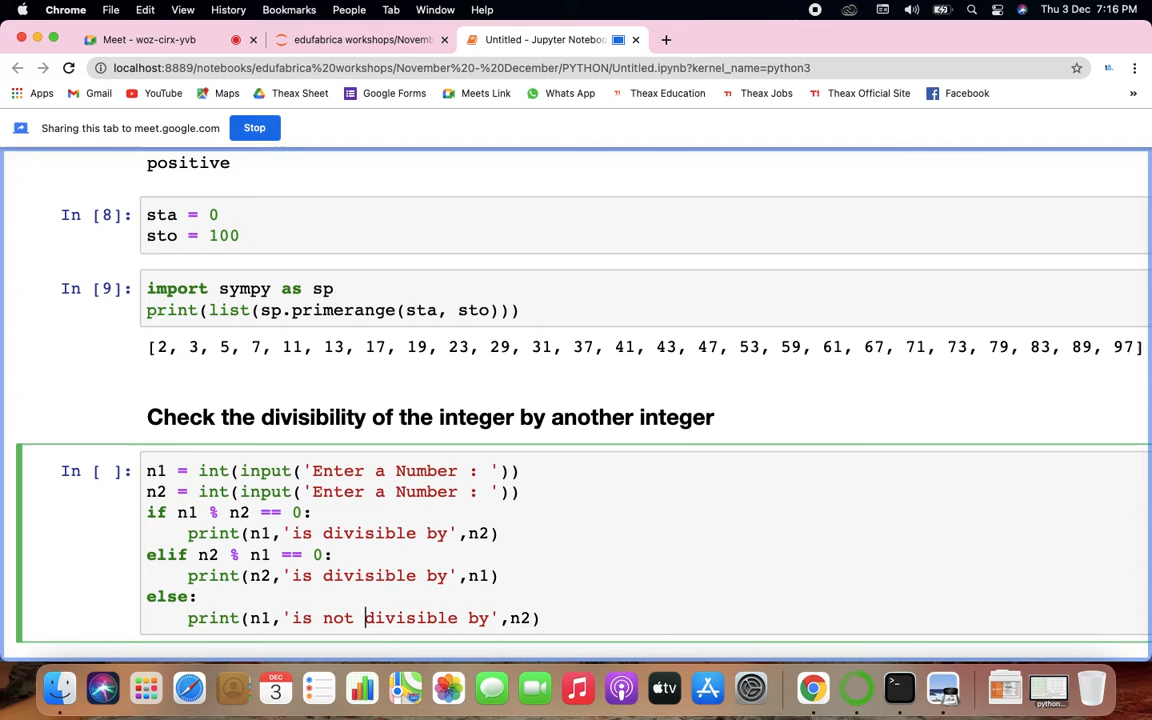 Chrome File Edit View History Bookmarks People Tab Window Help Thu 3 Dec 7:16 PM
Meet - woz-cirx-yvb edufabrica workshops/Novemb Untitled - Jupyter Noteboo
localhost:8889/notebooks/edufabrica%20workshops/November%20-%20December/PYTHON/Untitled.ipynb?kernel_name=python3
Apps Gmail YouTube Maps Theax Sheet Google Forms Meets Link Whats App Theax Education Theax Jobs Theax Official Site Facebook »
Sharing this tab to meet.google.com Stop
positive
In [8]: sta = 0
sto = 100
In [9]: import sympy as sp
print(list(sp.primerange(sta, sto)))
[2, 3, 5, 7, 11, 13, 17, 19, 23, 29, 31, 37, 41, 43, 47, 53, 59, 61, 67, 71, 73, 79, 83, 89, 97]
Check the divisibility of the integer by another integer
In [ ]: n1 = int(input('Enter a Number : '))
n2 = int(input('Enter a Number : '))
if n1 % n2 == 0:
print(n1,'is divisible by',n2)
elif n2 % n1 == 0:
print(n2,'is divisible by',n1)
else:
print(n1,'is not divisible by',n2)
DEC
3
tv
python...